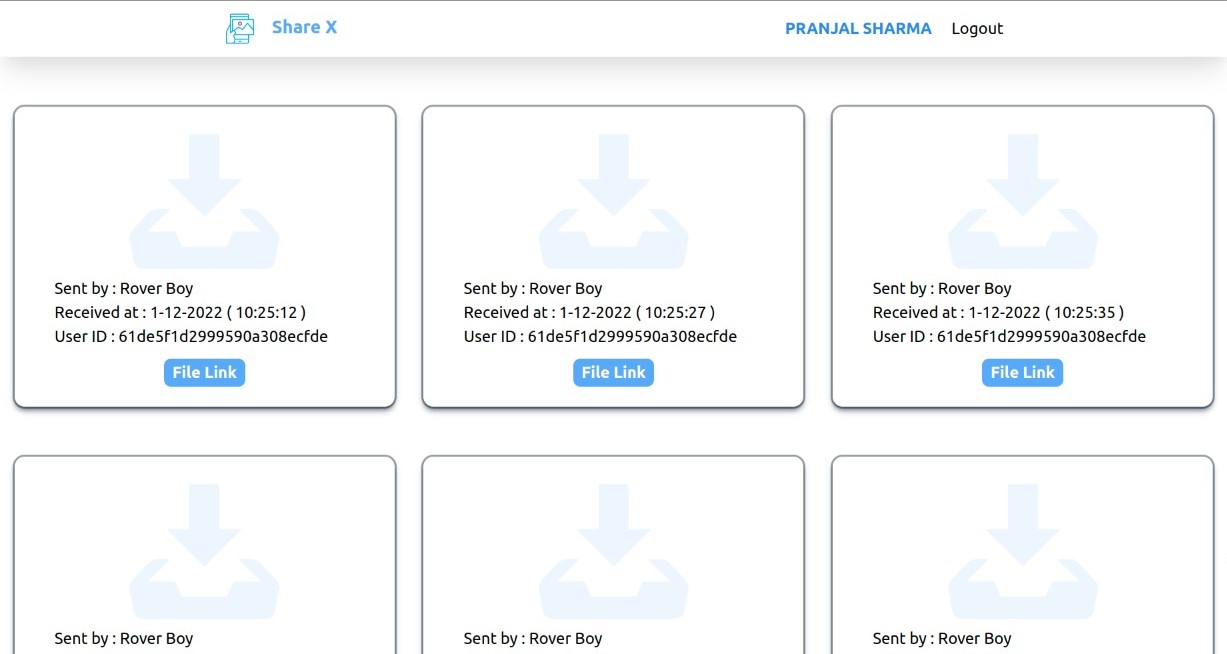 Share X
PRANJAL SHARMA Logout
Sent by : Rover Boy
Received at : 1-12-2022 ( 10:25:12 )
User ID : 61de5f1d2999590a308ecfde
File Link
Sent by : Rover Boy
Received at : 1-12-2022 ( 10:25:27 )
User ID : 61de5f1d2999590a308ecfde
File Link
Sent by : Rover Boy
Received at : 1-12-2022 ( 10:25:35 )
User ID : 61de5f1d2999590a308ecfde
File Link
Sent by : Rover Boy
Sent by : Rover Boy
Sent by : Rover Boy